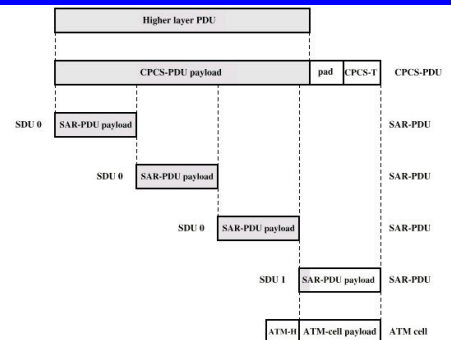 Higher layer PDU
CPCS-PDU payload pad CPCS-T CPCS-PDU
SDU 0 SAR-PDU payload SAR-PDU
SDU 0 SAR-PDU payload SAR-PDU
SDU 0 SAR-PDU payload SAR-PDU
SDU 1 SAR-PDU payload SAR-PDU
ATM-H ATM-cell payload ATM cell